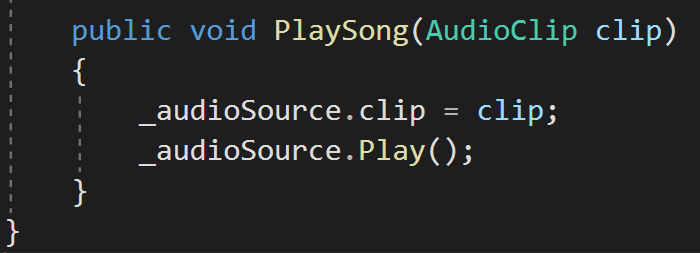 public void PlaySong(AudioClip clip)
{
_audioSource.clip = clip;
_audioSource.Play();
}
}